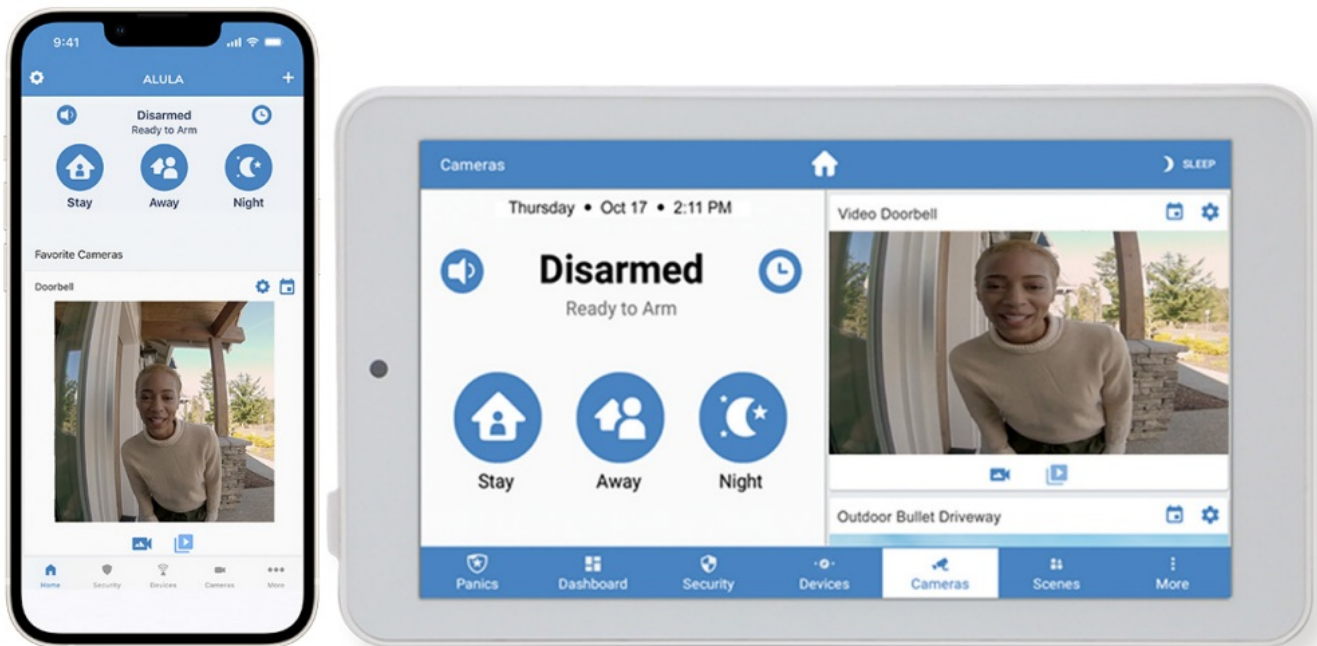 9:41
ALULA
Disarmed
Ready to Arm
Stay Away Night
Favorite Cameras
Doorbell
Home Security Devices Cameras More
Cameras SLEEP
Thursday • Oct 17 • 2:11 PM
Disarmed
Ready to Arm
Stay Away Night
Video Doorbell
Outdoor Bullet Driveway
Panics Dashboard Security Devices Cameras Scenes More